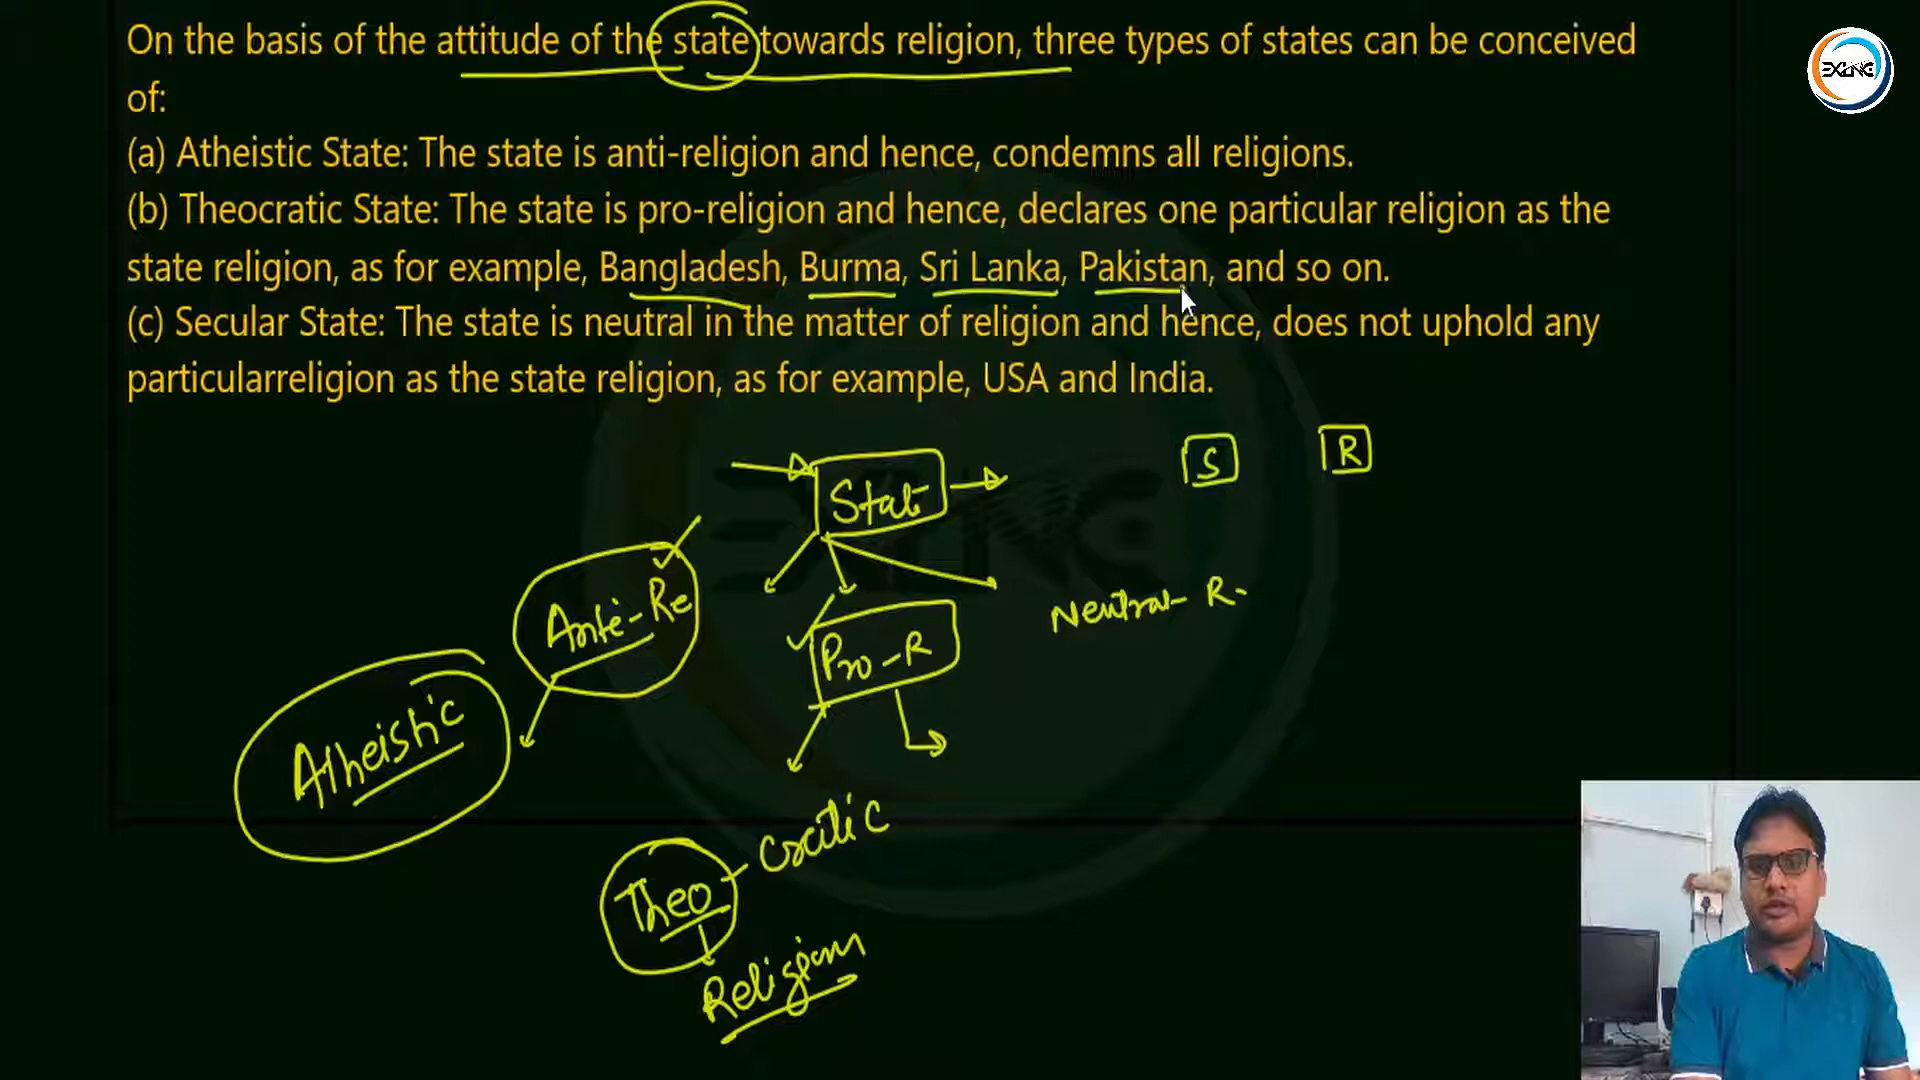 On the basis of the attitude of the state towards religion, three types of states can be conceived
of:
(a) Atheistic State: The state is anti-religion and hence, condemns all religions.
(b) Theocratic State: The state is pro-religion and hence, declares one particular religion as the
state religion, as for example, Bangladesh, Burma, Sri Lanka, Pakistan, and so on.
(c) Secular State: The state is neutral in the matter of religion and hence, does not uphold any
particularreligion as the state religion, as for example, USA and India.
EXLNC
S R
State
Anti-Re
Neutral- R-
Pro-R
Atheistic
Theo - Cratic
Religion